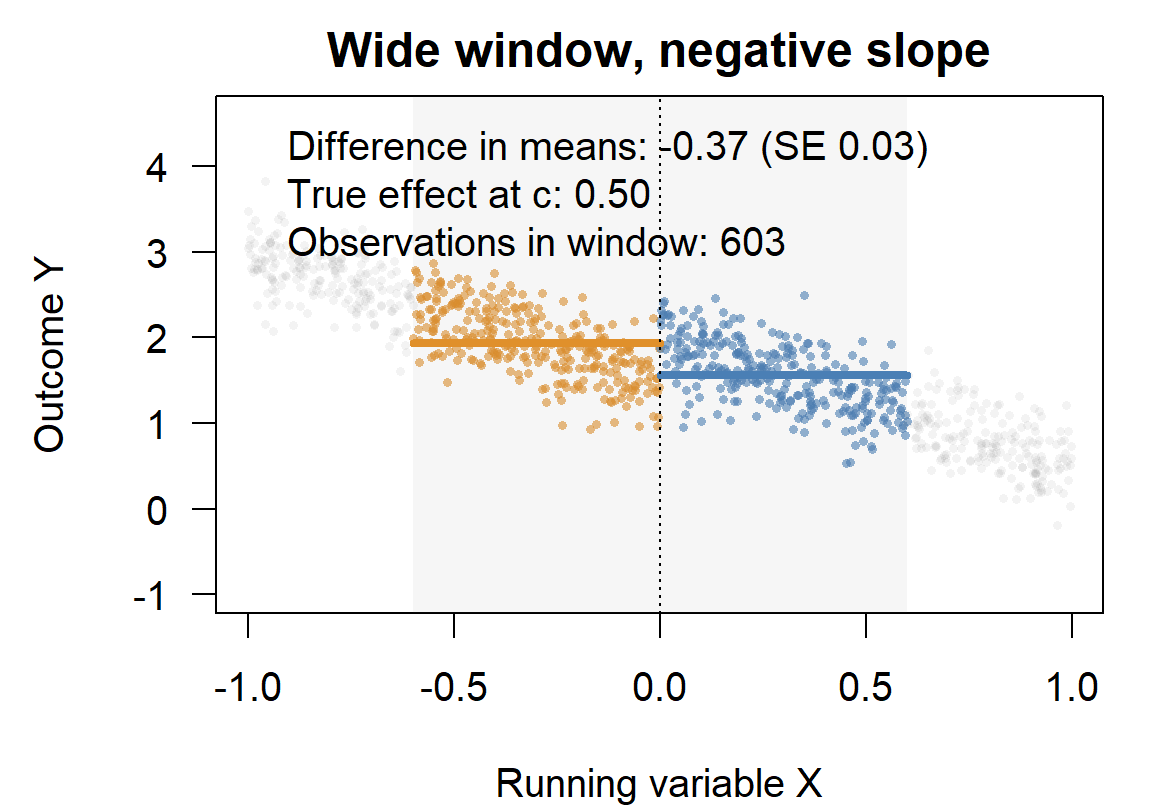 Wide window, negative slope
Difference in means: -0.37 (SE 0.03)
True effect at c: 0.50
Observations in window: 603
Outcome Y
4
3
2
1
0
-1
-1.0 -0.5 0.0 0.5 1.0
Running variable X